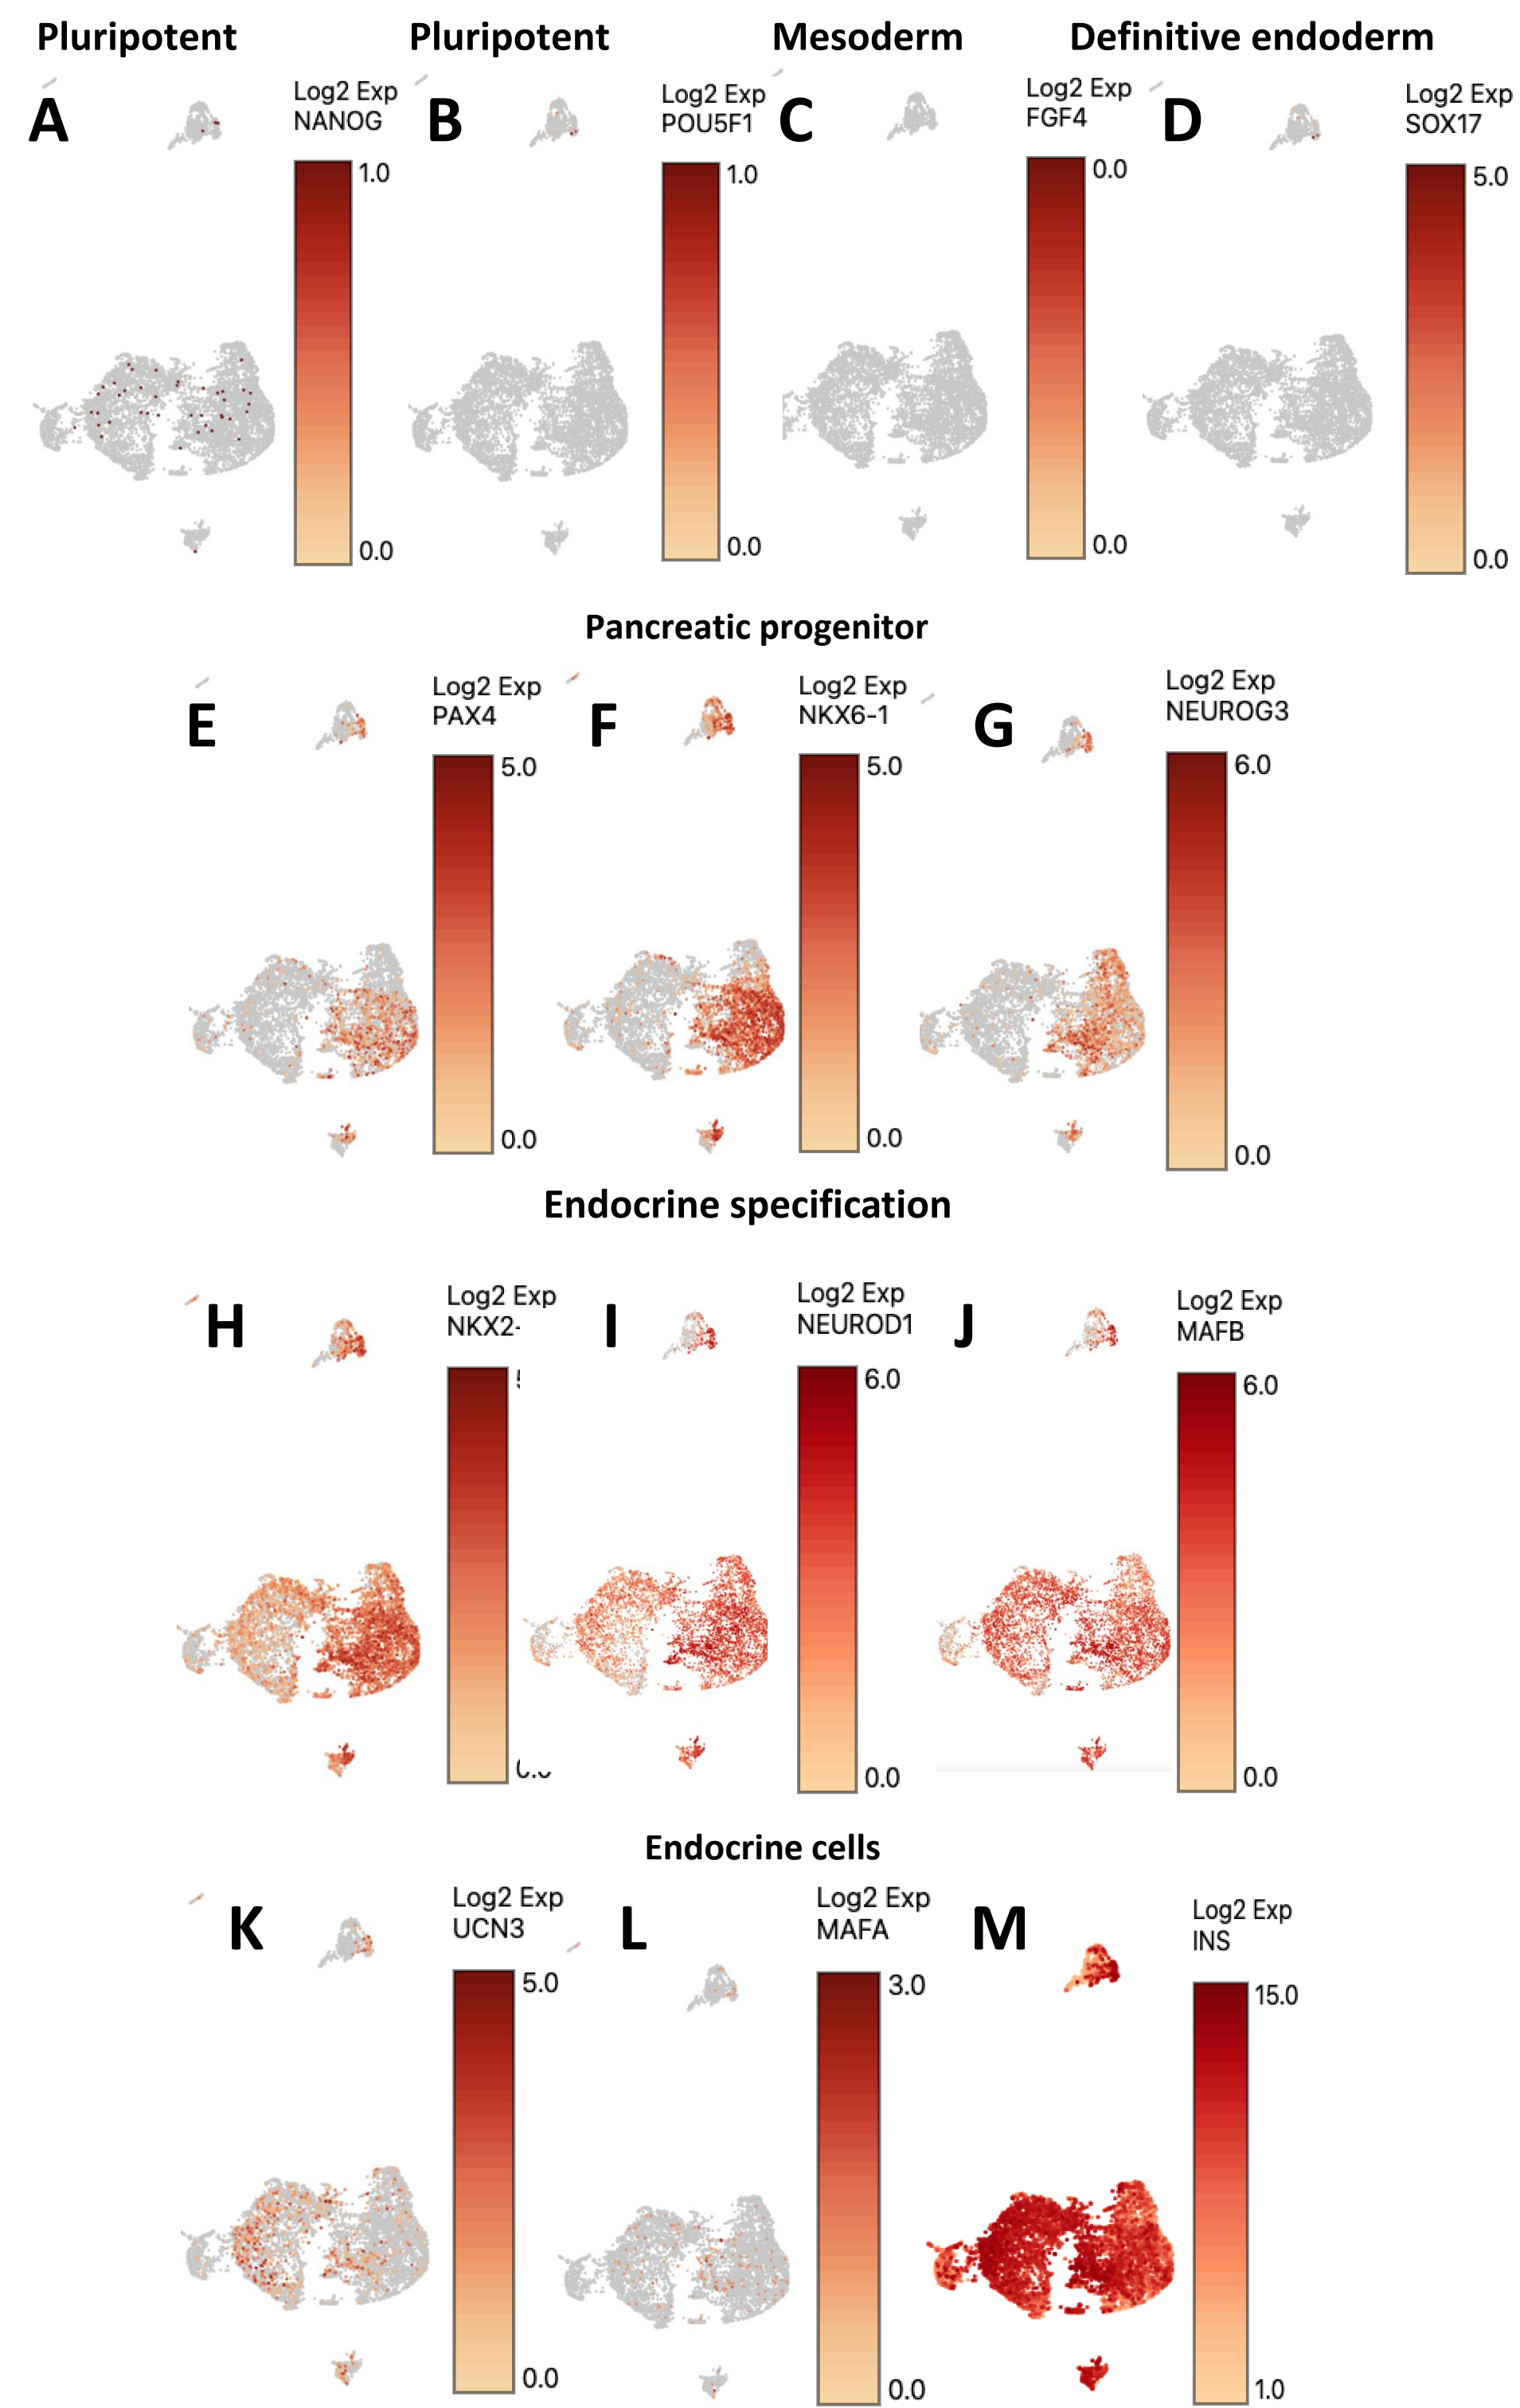 Pluripotent
Pluripotent
Mesoderm
Definitive endoderm
A
Log2 Exp
NANOG
1.0
0.0
B
Log2 Exp
POU5F1
1.0
0.0
C
Log2 Exp
FGF4
0.0
0.0
D
Log2 Exp
SOX17
5.0
0.0
Pancreatic progenitor
E
Log2 Exp
PAX4
5.0
0.0
F
Log2 Exp
NKX6-1
5.0
0.0
G
Log2 Exp
NEUROG3
6.0
0.0
Endocrine specification
H
Log2 Exp
NKX2-
I
Log2 Exp
NEUROD1
6.0
0.0
J
Log2 Exp
MAFB
6.0
0.0
Endocrine cells
K
Log2 Exp
UCN3
5.0
0.0
L
Log2 Exp
MAFA
3.0
0.0
M
Log2 Exp
INS
15.0
1.0